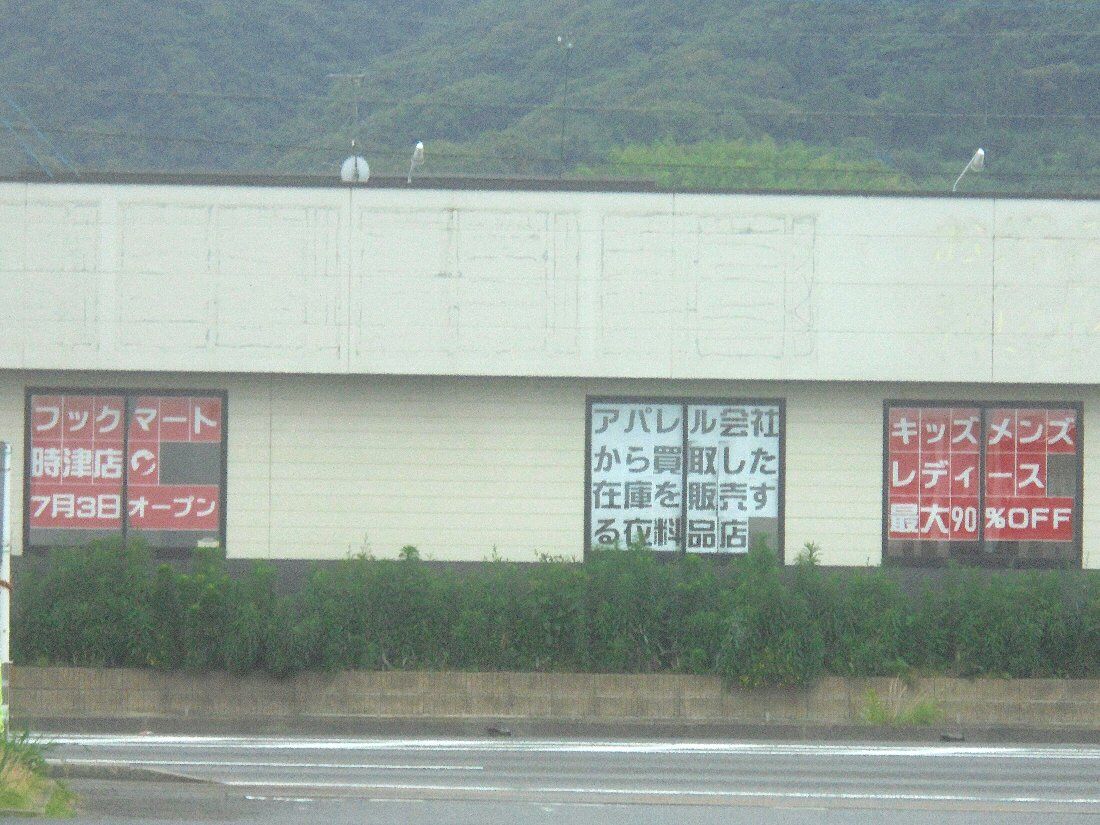 フックマート
時津店
7月3日オープン
アパレル会社
から買取した
在庫を販売す
る衣料品店
キッズメンズ
レディース
最大90%OFF